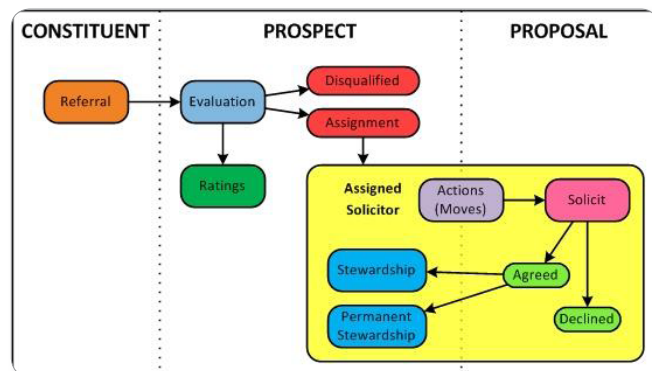 CONSTITUENT
PROSPECT
PROPOSAL
Disqualified
Referral
Evaluation
Assignment
Ratings
Assigned
Solicitor
Actions
(Moves)
Solicit
Stewardship
Agreed
Permanent
Stewardship
Declined